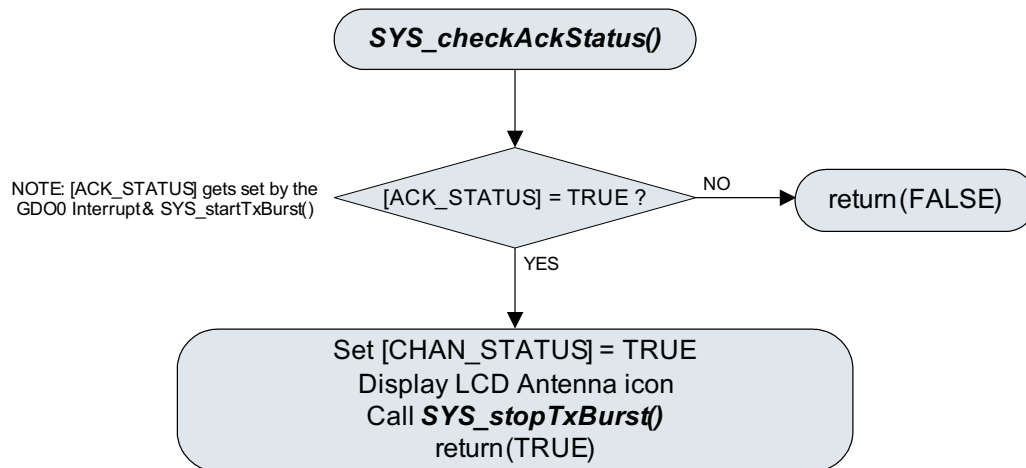 SYS_checkAckStatus()
NOTE: [ACK_STATUS] gets set by the
GDO0 Interrupt & SYS_startTxBurst()
[ACK_STATUS] = TRUE ?
NO
return(FALSE)
YES
Set [CHAN_STATUS] = TRUE
Display LCD Antenna icon
Call SYS_stopTxBurst()
return(TRUE)